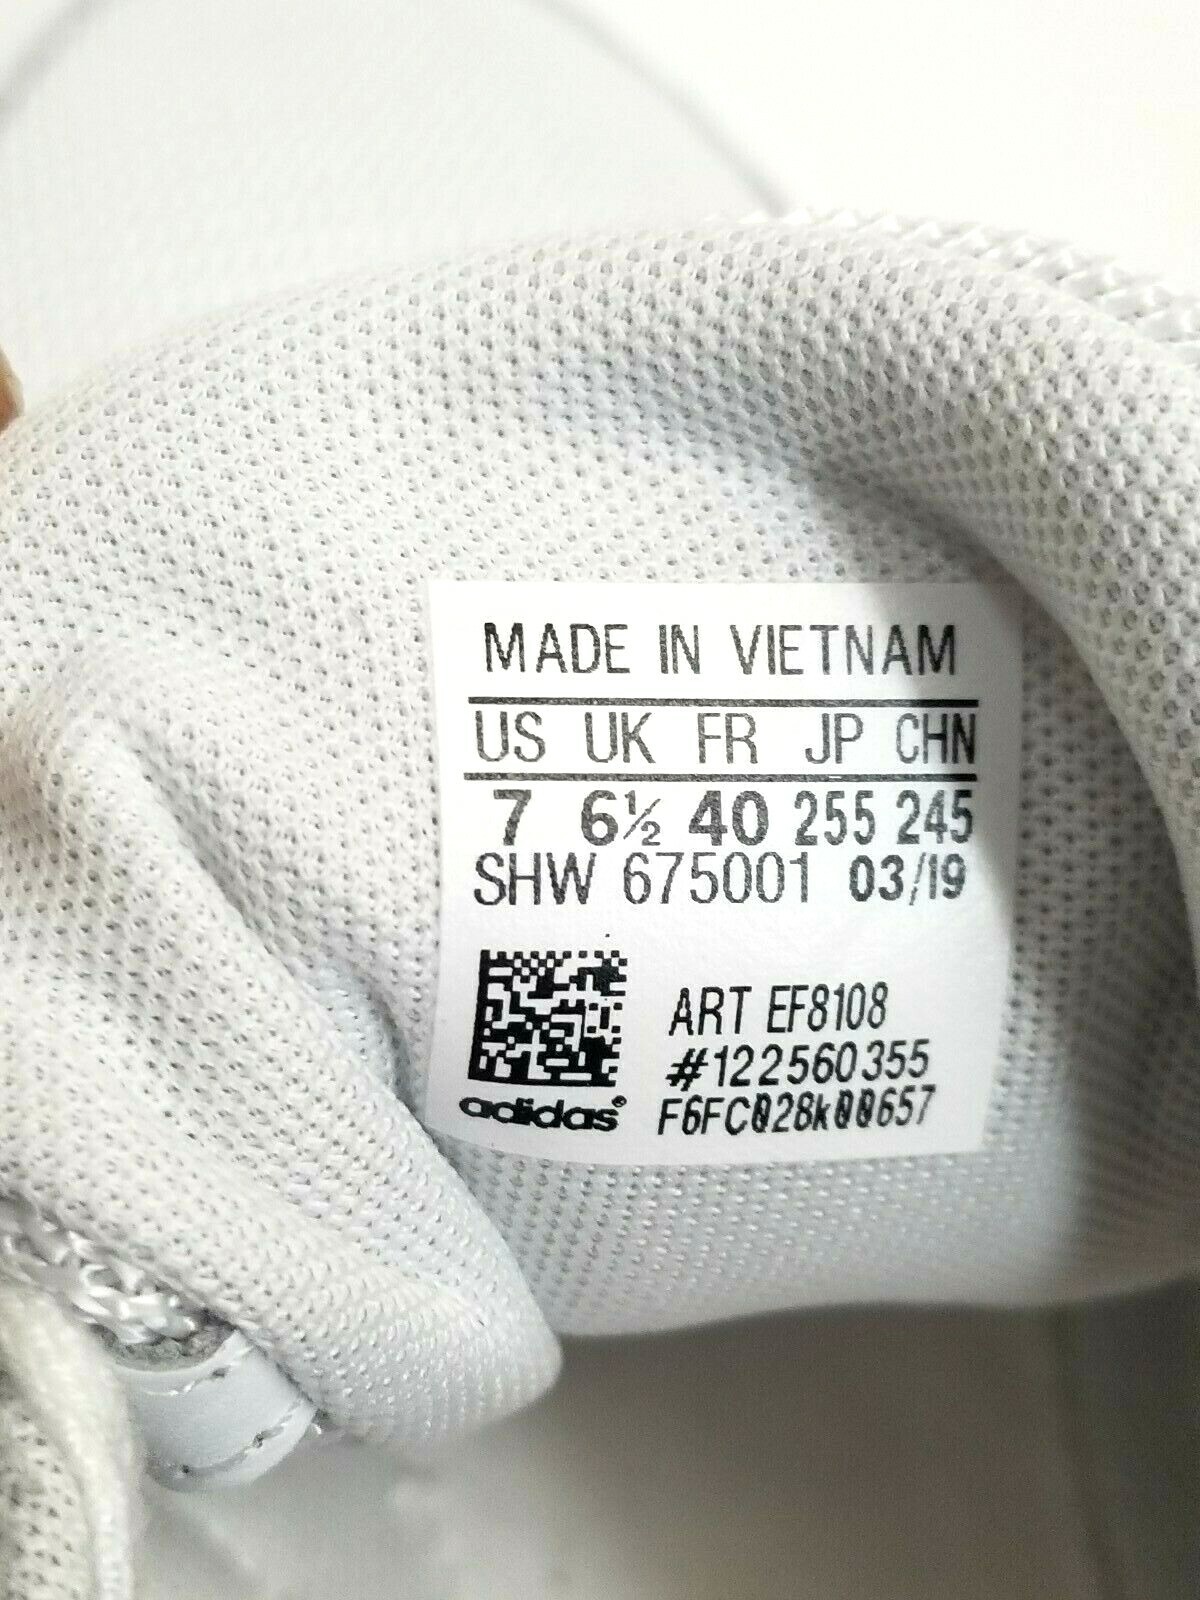 MADE IN VIETNAM
US UK FR JP CHN
7 6½ 40 255 245
SHW 675001 03/19
ART EF8108
#122560355
adidas® F6FC028k00657